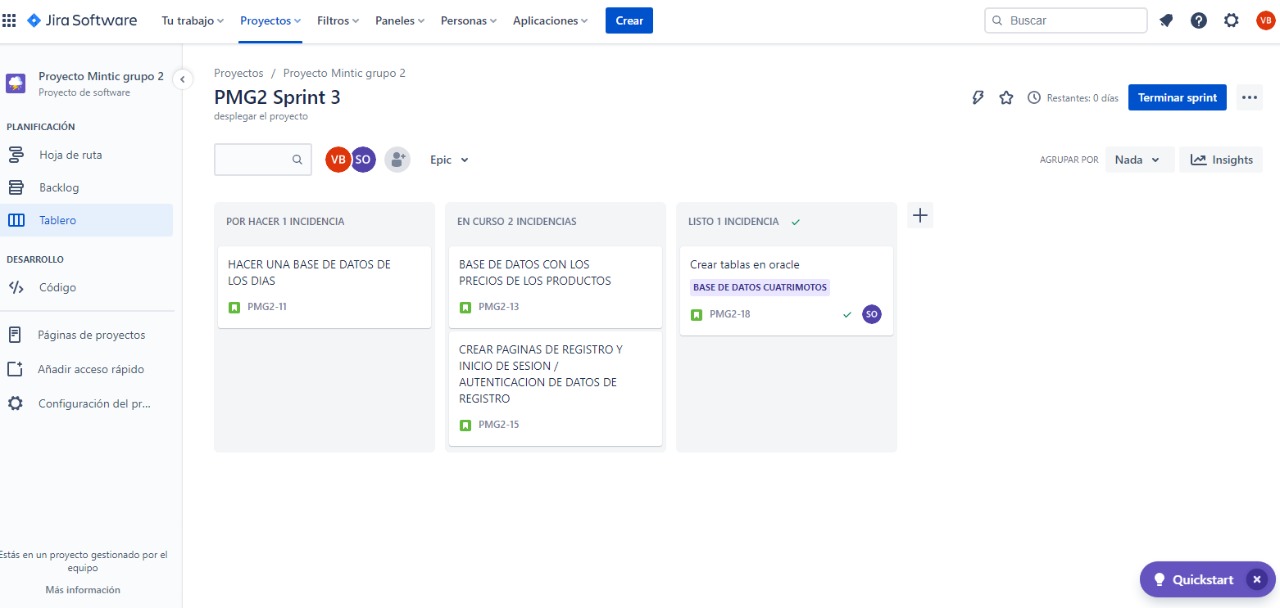 Jira Software
Tu trabajo
Proyectos
Filtros
Paneles
Personas
Aplicaciones
Crear
Buscar
VB
Proyecto Mintic grupo 2
Proyecto de software
PLANIFICACIÓN
Hoja de ruta
Backlog
Tablero
DESARROLLO
Código
Páginas de proyectos
Añadir acceso rápido
Configuración del pr...
Estás en un proyecto gestionado por el
equipo
Más información
Proyectos / Proyecto Mintic grupo 2
PMG2 Sprint 3
desplegar el proyecto
Restantes: 0 días
Terminar sprint
VB
SO
Epic
AGRUPAR POR
Nada
Insights
POR HACER 1 INCIDENCIA
HACER UNA BASE DE DATOS DE
LOS DIAS
PMG2-11
EN CURSO 2 INCIDENCIAS
BASE DE DATOS CON LOS
PRECIOS DE LOS PRODUCTOS
PMG2-13
CREAR PAGINAS DE REGISTRO Y
INICIO DE SESION /
AUTENTICACION DE DATOS DE
REGISTRO
PMG2-15
LISTO 1 INCIDENCIA
Crear tablas en oracle
BASE DE DATOS CUATRIMOTOS
PMG2-18
SO
Quickstart